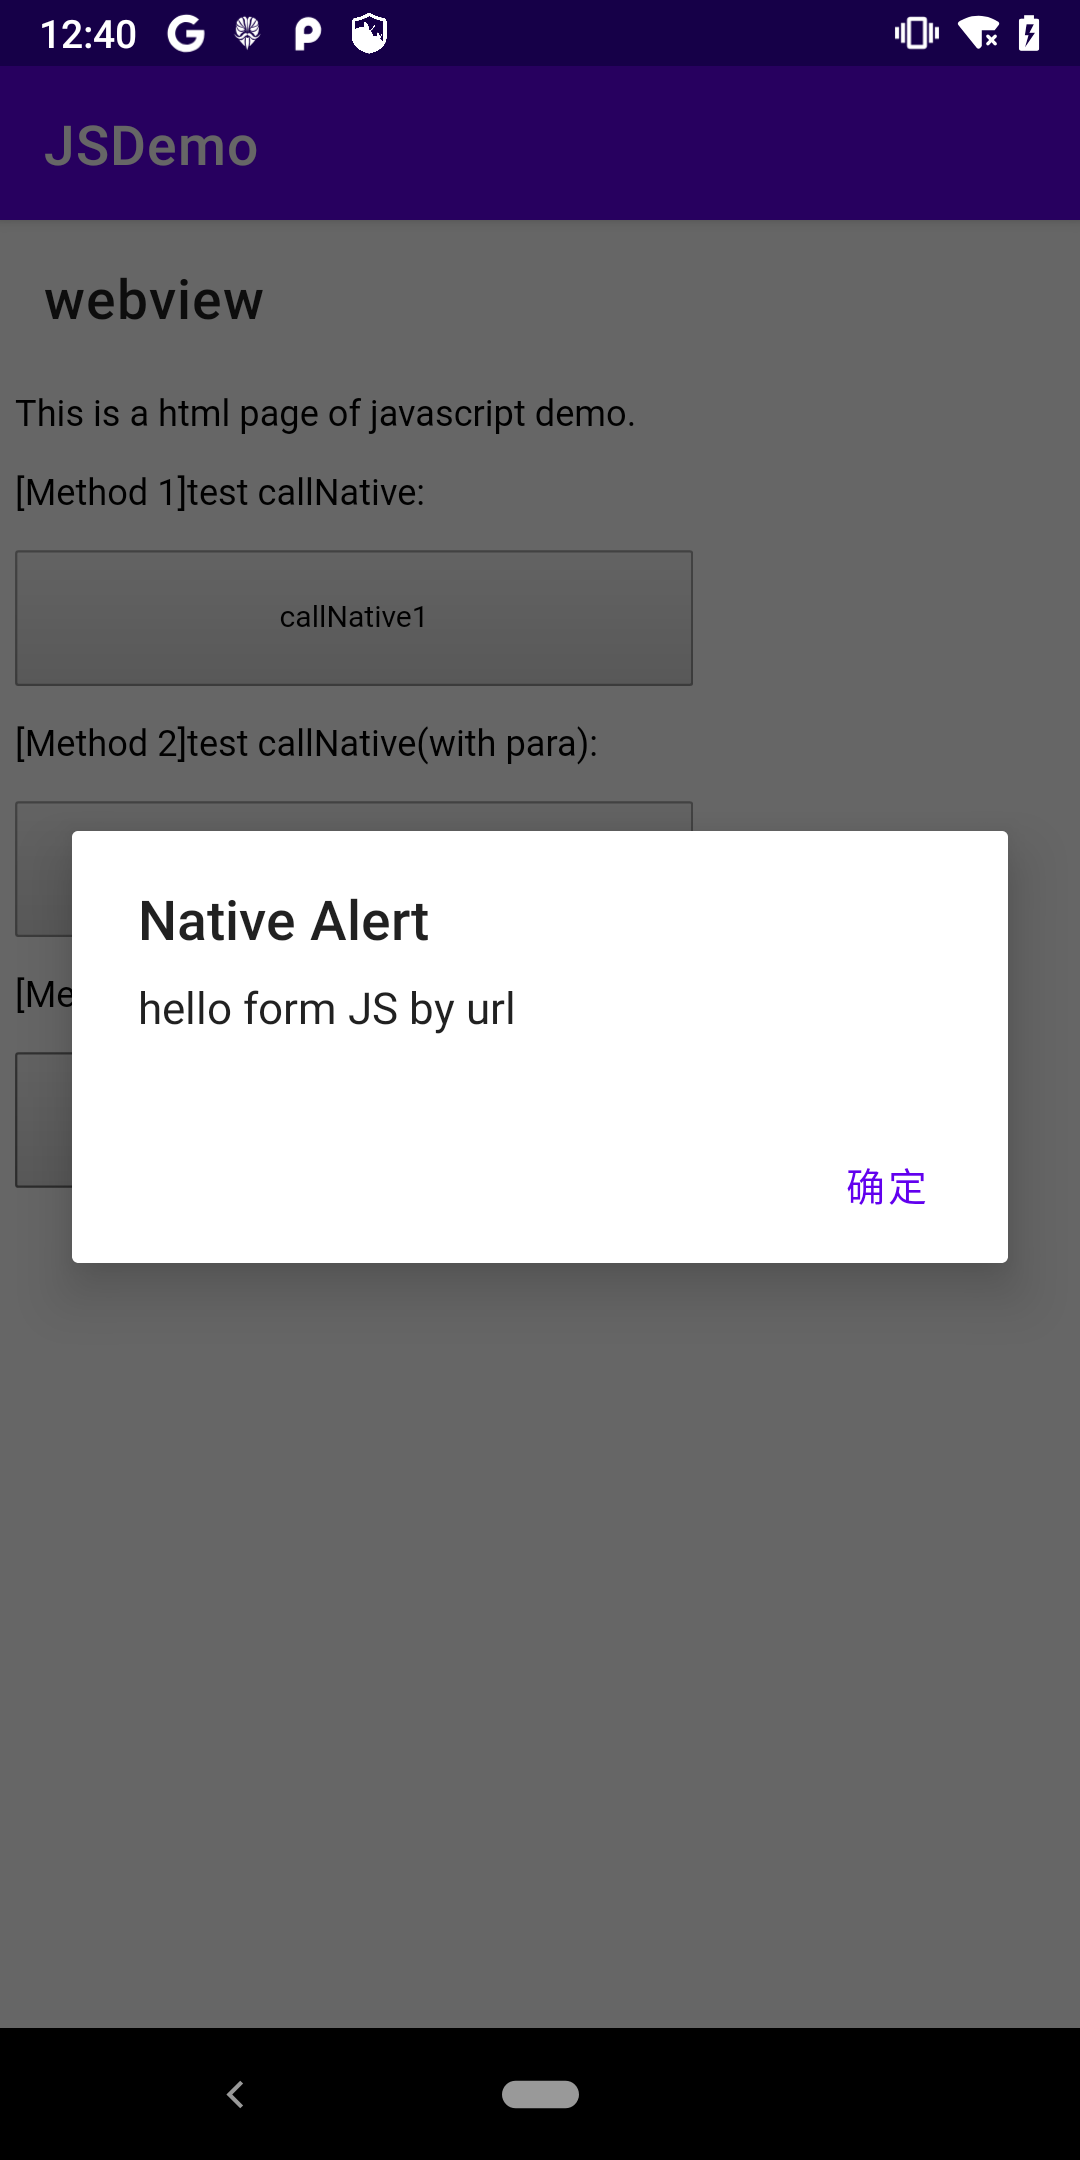 12:40
JSDemo
webview
This is a html page of javascript demo.
[Method 1]test callNative:
callNative1
[Method 2]test callNative(with para):
[Me
Native Alert
hello form JS by url
确定